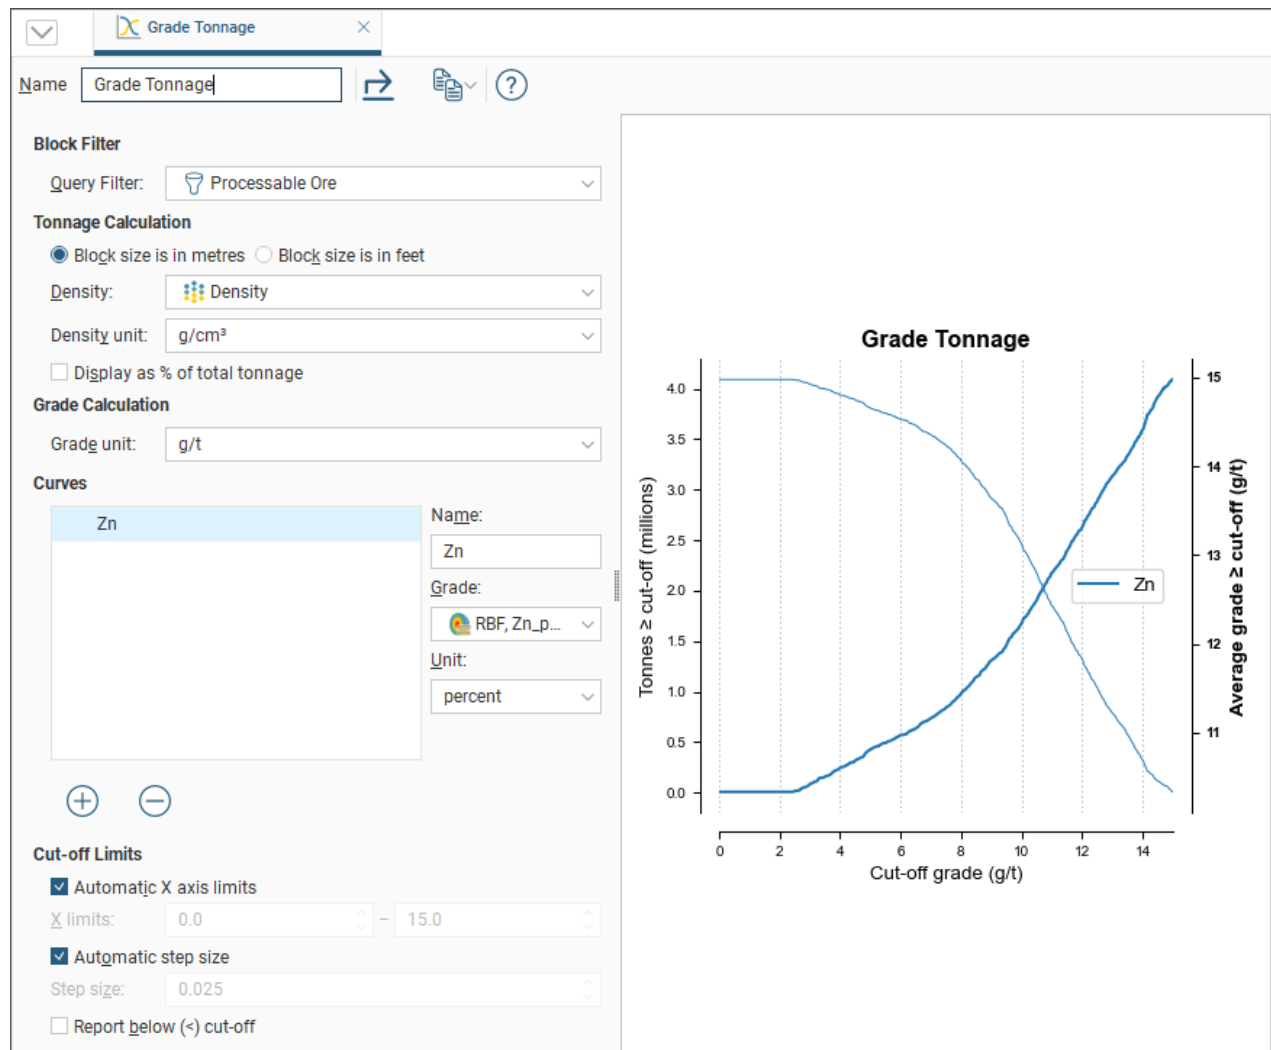 Grade Tonnage
Name Grade Tonnage
Block Filter
Query Filter: Processable Ore
Tonnage Calculation
Block size is in metres Block size is in feet
Density: Density
Density unit: g/cm³
Display as % of total tonnage
Grade Calculation
Grade unit: g/t
Curves
Zn
Name:
Zn
Grade:
RBF, Zn_p...
Unit:
percent
Cut-off Limits
Automatic X axis limits
X limits: 0.0 – 15.0
Automatic step size
Step size: 0.025
Report below (<) cut-off
Grade Tonnage
Tonnes ≥ cut-off (millions)
4.0
3.5
3.0
2.5
2.0
1.5
1.0
0.5
0.0
Zn
15
14
13
12
11
Average grade ≥ cut-off (g/t)
0 2 4 6 8 10 12 14
Cut-off grade (g/t)